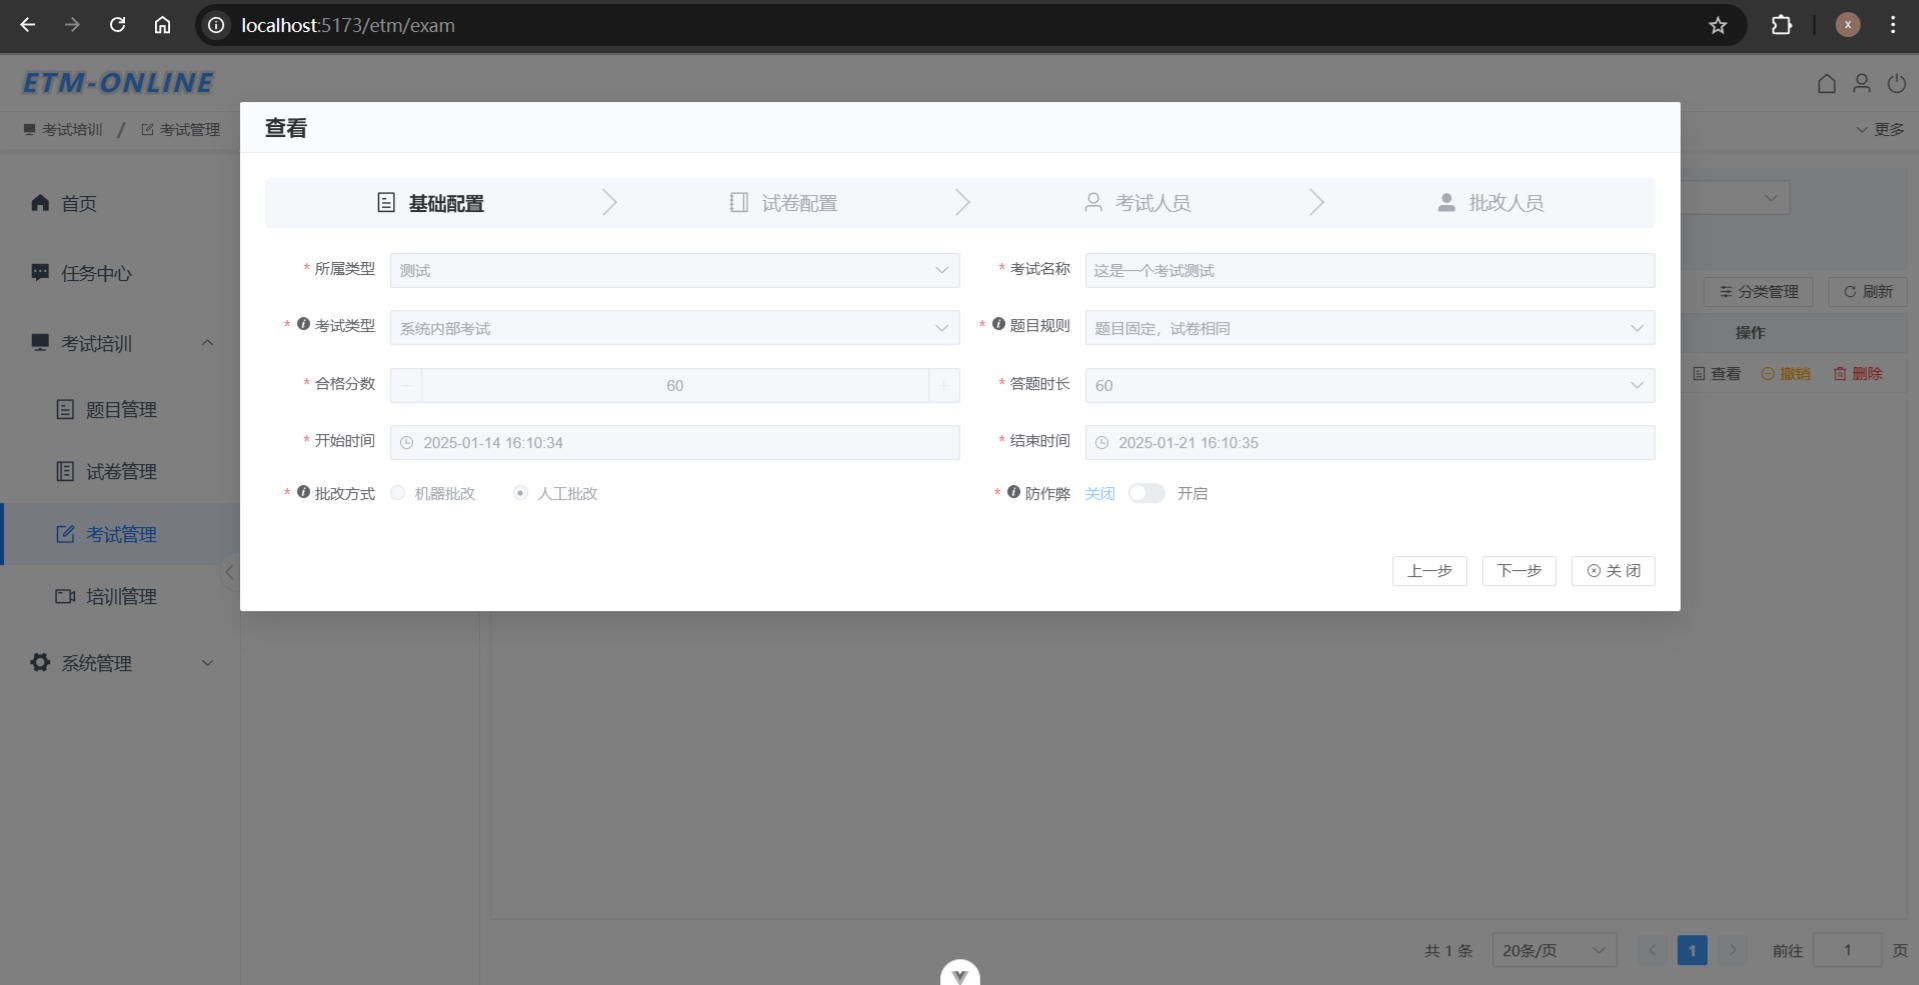 localhost:5173/etm/exam
x
ETM-ONLINE
考试培训 / 考试管理
更多
查看
首页
任务中心
考试培训
题目管理
试卷管理
考试管理
培训管理
系统管理
基础配置
试卷配置
考试人员
批改人员
* 所属类型 测试
* 考试名称 这是一个考试测试
* 考试类型 系统内部考试
* 题目规则 题目固定，试卷相同
* 合格分数 60
* 答题时长 60
* 开始时间 2025-01-14 16:10:34
* 结束时间 2025-01-21 16:10:35
* 批改方式 机器批改 人工批改
* 防作弊 关闭 开启
上一步 下一步 关 闭
分类管理 刷新
操作
查看 撤销 删除
共 1 条 20条/页 1 前往 1 页